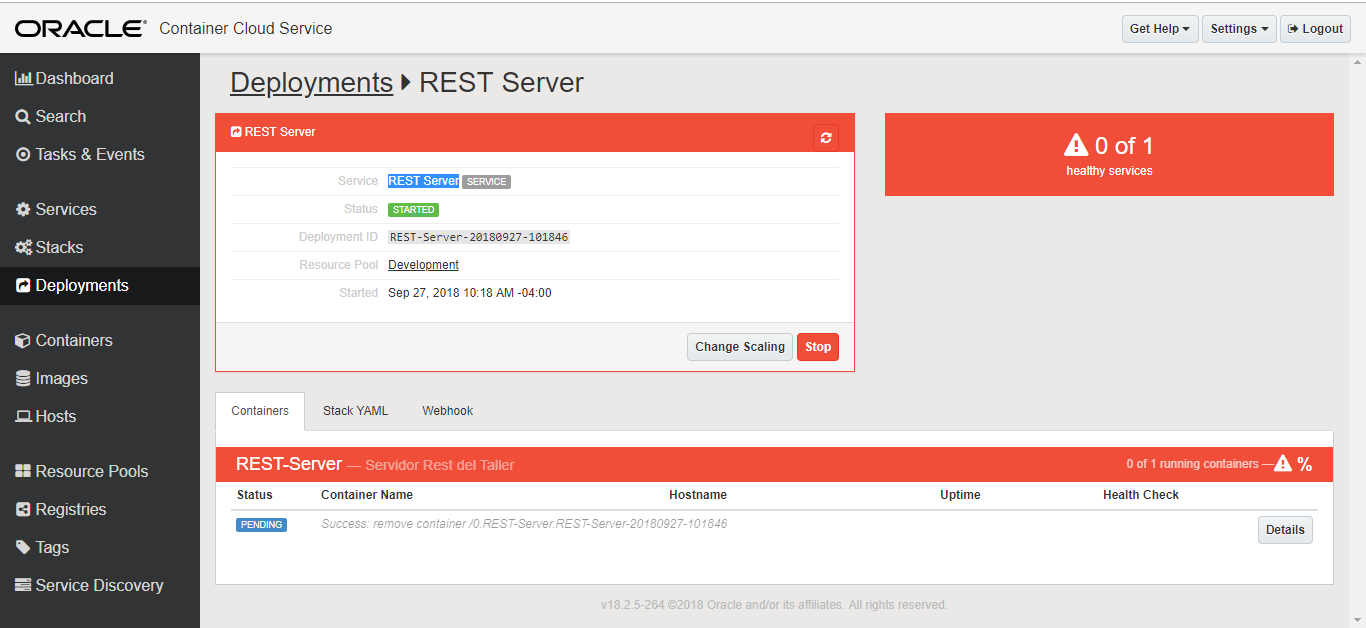 ORACLE® Container Cloud Service
Get Help
Settings
Logout
Dashboard
Search
Tasks & Events
Services
Stacks
Deployments
Containers
Images
Hosts
Resource Pools
Registries
Tags
Service Discovery
Deployments REST Server
REST Server
Service REST Server SERVICE
Status STARTED
Deployment ID REST-Server-20180927-101846
Resource Pool Development
Started Sep 27, 2018 10:18 AM -04:00
Change Scaling Stop
0 of 1
healthy services
Containers Stack YAML Webhook
REST-Server — Servidor Rest del Taller 0 of 1 running containers — %
Status Container Name Hostname Uptime Health Check
PENDING Success: remove container /0.REST-Server.REST-Server-20180927-101846 Details
v18.2.5-264 ©2018 Oracle and/or its affiliates. All rights reserved.